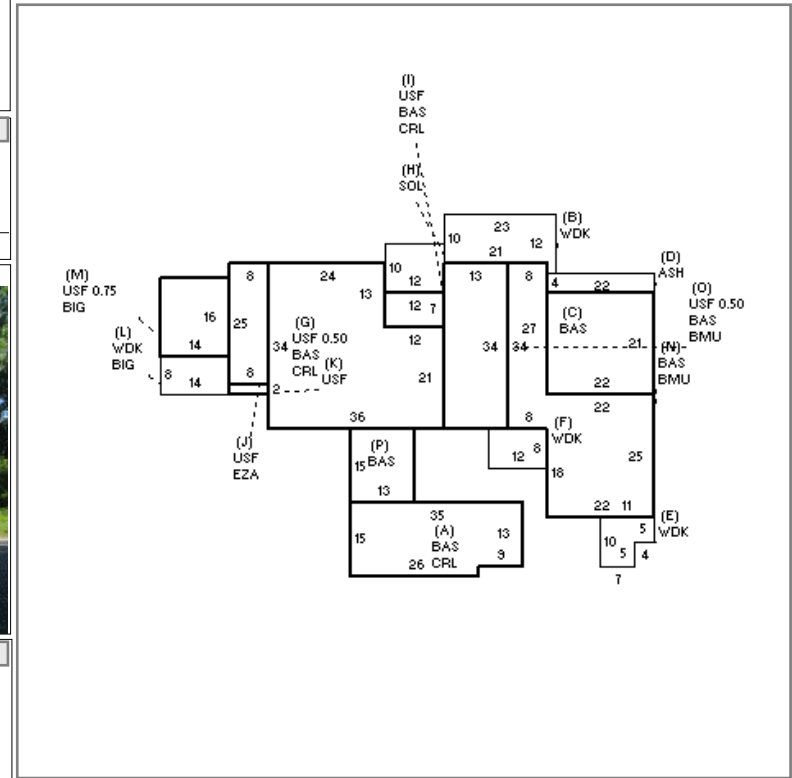 (I)
USF
BAS
CRL
(H)
SOL
(B)
WDK
23
10
21
12
(D)
ASH
(M)
USF 0.75
BIG
8
24
10
12
13
13
8
4
22
(O)
USF 0.50
BAS
BMU
(L)
WDK
BIG
16
14
25
12
7
(G)
USF 0.50
BAS
CRL
34
12
(K)
USF
27
34
34
(C)
BAS
21
(N)
BAS
BMU
8
14
8
2
21
22
22
36
8
(J)
USF
EZA
(P)
BAS
15
13
(F)
WDK
8
12
18
25
22
11
35
15
(A)
BAS
CRL
13
9
26
(E)
WDK
5
10
5
4
7